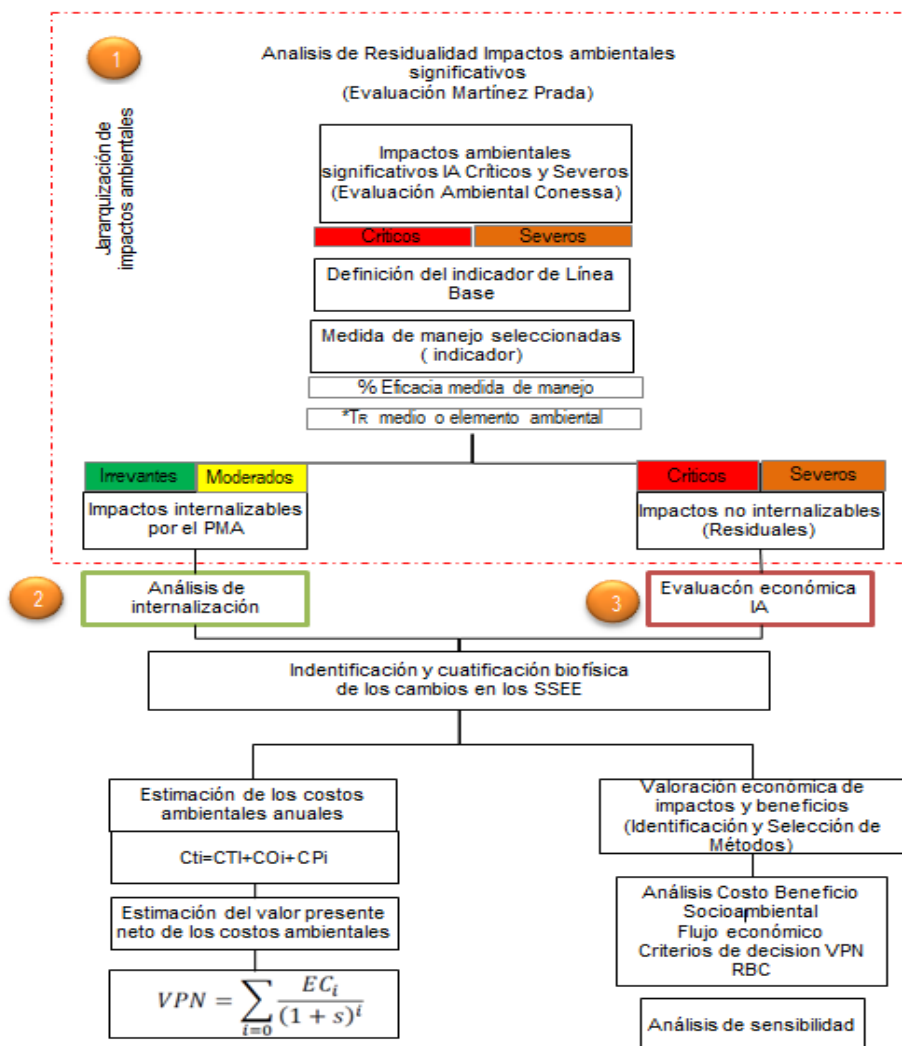 1
Analisis de Residualidad Impactos ambientales
significativos
(Evaluación Martínez Prada)
Jararquización de
impactos ambientales
Impactos ambientales
significativos IA Críticos y Severos
(Evaluación Ambiental Conessa)
Críticos
Severos
Definición del indicador de Línea
Base
Medida de manejo seleccionadas
( indicador)
% Eficacia medida de manejo
*TR medio o elemento ambiental
Irrevantes
Moderados
Críticos
Severos
Impactos internalizables
por el PMA
Impactos no internalizables
(Residuales)
2
Análisis de
internalización
3
Evaluacón económica
IA
Indentificación y cuatificación biofísica
de los cambios en los SSEE
Estimación de los costos
ambientales anuales
Cti=CTI+COi+CPi
Estimación del valor presente
neto de los costos ambientales
VPN = ∑ i=0 EC_i / (1 + s)^i
Valoración económica de
impactos y beneficios
(Identificación y Selección de
Métodos)
Análisis Costo Beneficio
Socioambiental
Flujo económico
Criterios de decision VPN
RBC
Análisis de sensibilidad